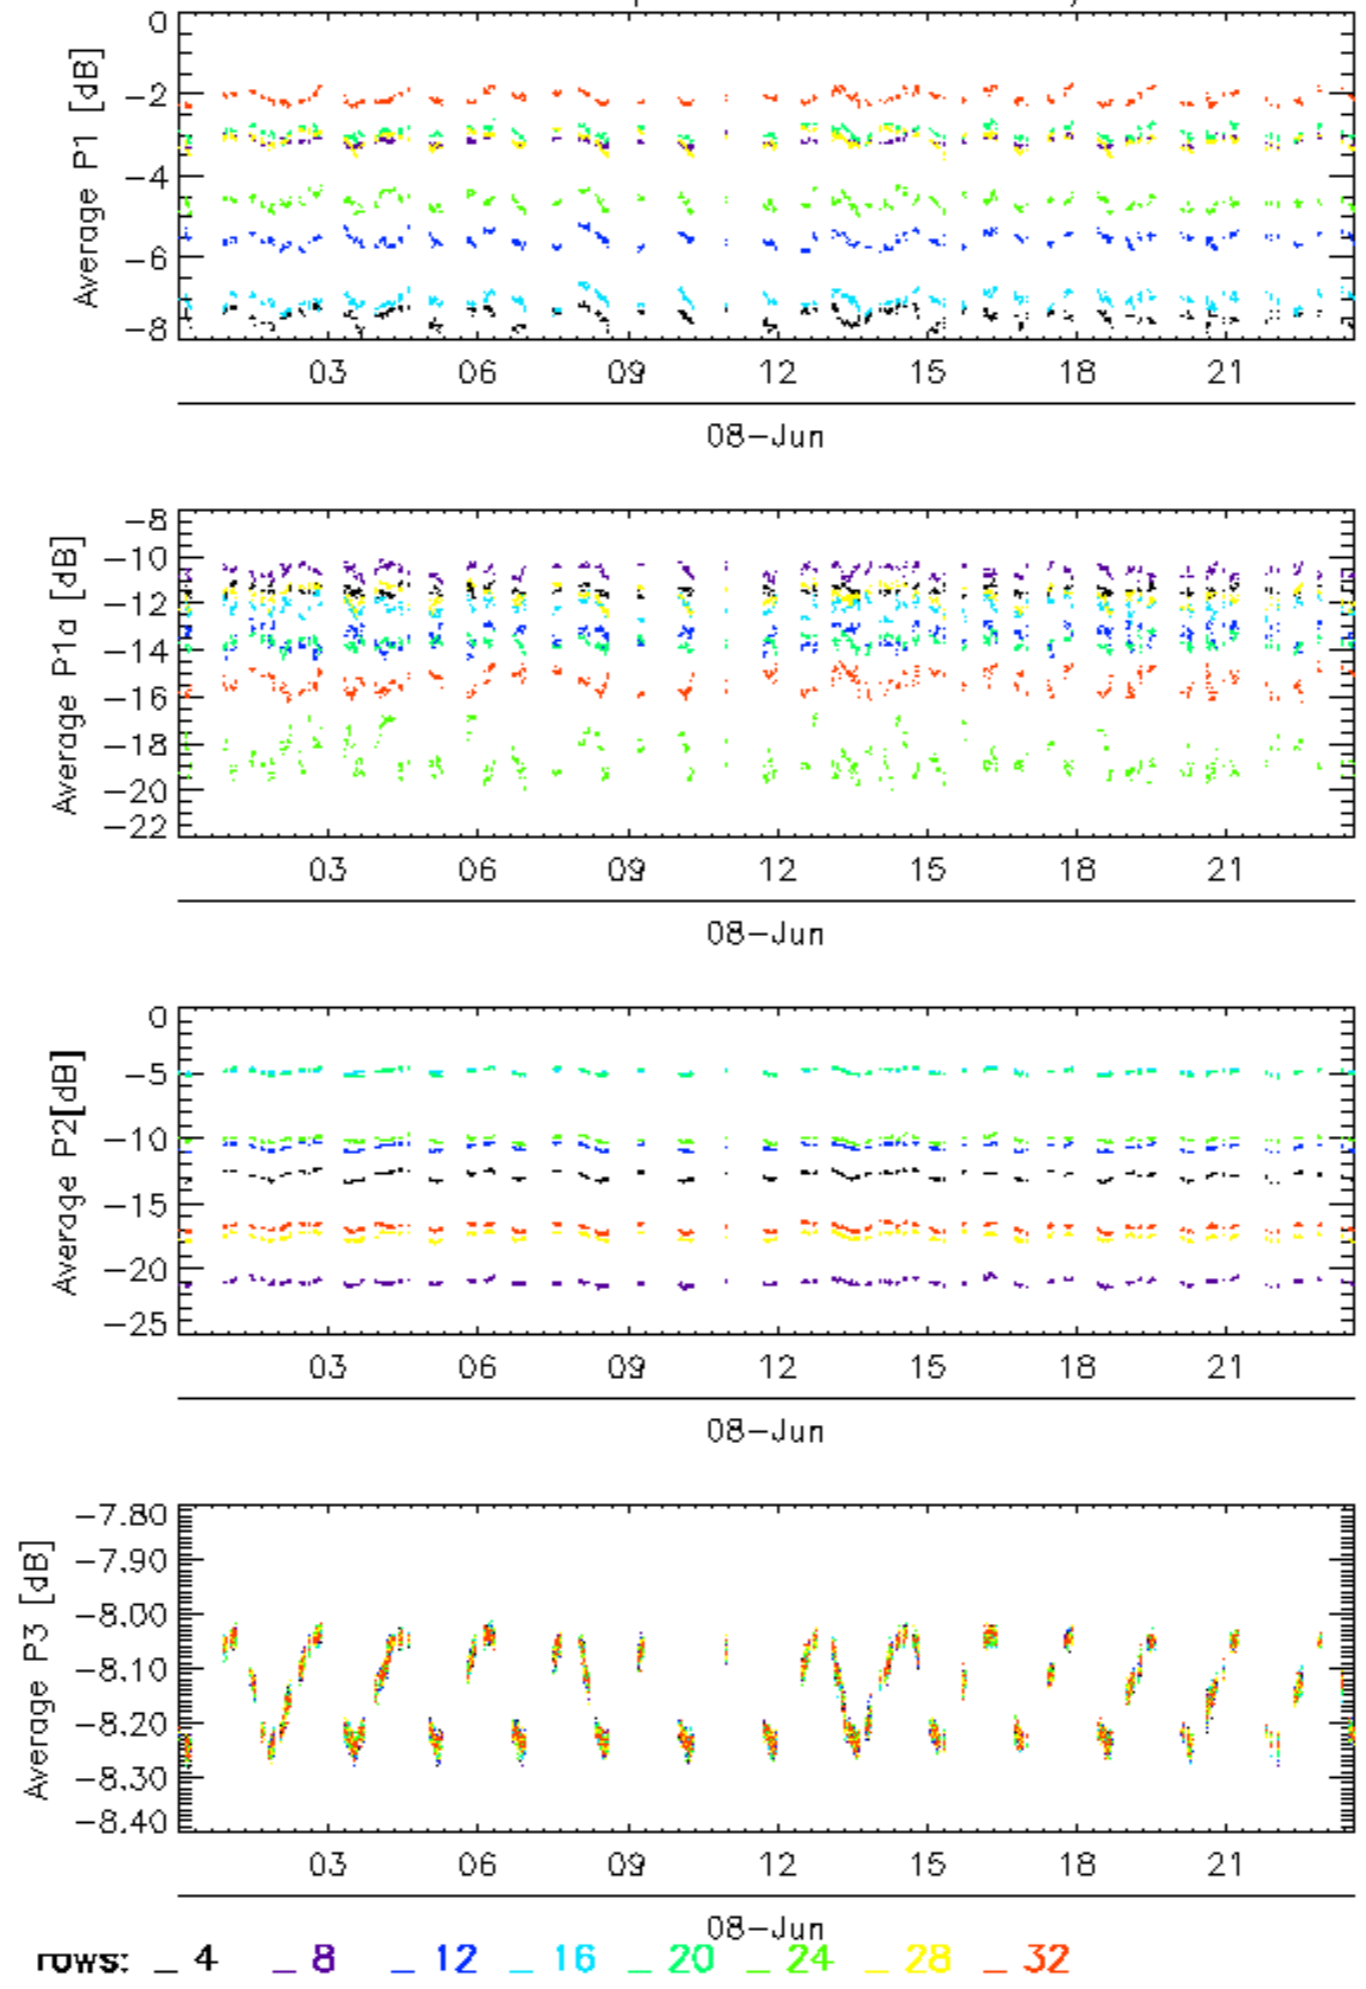 0
−2
−4
−6
−8
Average P1 [dB]
03 06 09 12 15 18 21
08−Jun
−8
−10
−12
−14
−16
−18
−20
−22
Average P1a [dB]
03 06 09 12 15 18 21
08−Jun
0
−5
−10
−15
−20
−25
Average P2[dB]
03 06 09 12 15 18 21
08−Jun
−7.80
−7.90
−8.00
−8.10
−8.20
−8.30
−8.40
Average P3 [dB]
03 06 09 12 15 18 21
08−Jun
rows: _ 4 _ 8 _ 12 _ 16 _ 20 _ 24 _ 28 _ 32